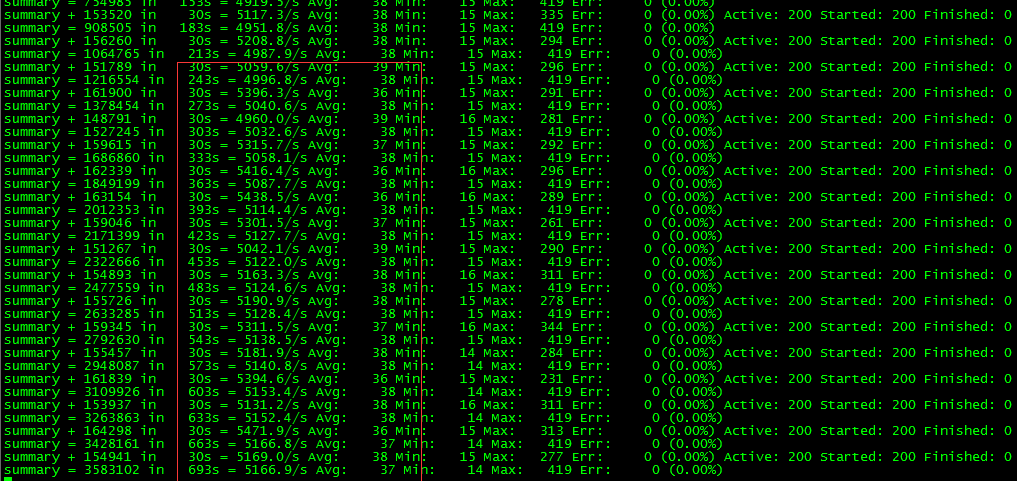 summary = 754985 in 153s = 4919.5/s Avg: 38 Min: 15 Max: 419 Err: 0 (0.00%)
summary + 153520 in 30s = 5117.3/s Avg: 38 Min: 15 Max: 335 Err: 0 (0.00%) Active: 200 Started: 200 Finished: 0
summary = 908505 in 183s = 4951.8/s Avg: 38 Min: 15 Max: 419 Err: 0 (0.00%)
summary + 156260 in 30s = 5208.8/s Avg: 38 Min: 15 Max: 294 Err: 0 (0.00%) Active: 200 Started: 200 Finished: 0
summary = 1064765 in 213s = 4987.9/s Avg: 38 Min: 15 Max: 419 Err: 0 (0.00%)
summary + 151789 in 30s = 5059.6/s Avg: 39 Min: 15 Max: 296 Err: 0 (0.00%) Active: 200 Started: 200 Finished: 0
summary = 1216554 in 243s = 4996.8/s Avg: 38 Min: 15 Max: 419 Err: 0 (0.00%)
summary + 161900 in 30s = 5396.3/s Avg: 36 Min: 15 Max: 291 Err: 0 (0.00%) Active: 200 Started: 200 Finished: 0
summary = 1378454 in 273s = 5040.6/s Avg: 38 Min: 15 Max: 419 Err: 0 (0.00%)
summary + 148791 in 30s = 4960.0/s Avg: 39 Min: 16 Max: 281 Err: 0 (0.00%) Active: 200 Started: 200 Finished: 0
summary = 1527245 in 303s = 5032.6/s Avg: 38 Min: 15 Max: 419 Err: 0 (0.00%)
summary + 159615 in 30s = 5315.7/s Avg: 37 Min: 15 Max: 292 Err: 0 (0.00%) Active: 200 Started: 200 Finished: 0
summary = 1686860 in 333s = 5058.1/s Avg: 38 Min: 15 Max: 419 Err: 0 (0.00%)
summary + 162339 in 30s = 5416.4/s Avg: 36 Min: 16 Max: 296 Err: 0 (0.00%) Active: 200 Started: 200 Finished: 0
summary = 1849199 in 363s = 5087.7/s Avg: 38 Min: 15 Max: 419 Err: 0 (0.00%)
summary + 163154 in 30s = 5438.5/s Avg: 36 Min: 16 Max: 289 Err: 0 (0.00%) Active: 200 Started: 200 Finished: 0
summary = 2012353 in 393s = 5114.4/s Avg: 38 Min: 15 Max: 419 Err: 0 (0.00%)
summary + 159046 in 30s = 5301.5/s Avg: 37 Min: 15 Max: 261 Err: 0 (0.00%) Active: 200 Started: 200 Finished: 0
summary = 2171399 in 423s = 5127.7/s Avg: 38 Min: 15 Max: 419 Err: 0 (0.00%)
summary + 151267 in 30s = 5042.1/s Avg: 39 Min: 15 Max: 290 Err: 0 (0.00%) Active: 200 Started: 200 Finished: 0
summary = 2322666 in 453s = 5122.0/s Avg: 38 Min: 15 Max: 419 Err: 0 (0.00%)
summary + 154893 in 30s = 5163.3/s Avg: 38 Min: 16 Max: 311 Err: 0 (0.00%) Active: 200 Started: 200 Finished: 0
summary = 2477559 in 483s = 5124.6/s Avg: 38 Min: 15 Max: 419 Err: 0 (0.00%)
summary + 155726 in 30s = 5190.9/s Avg: 38 Min: 15 Max: 278 Err: 0 (0.00%) Active: 200 Started: 200 Finished: 0
summary = 2633285 in 513s = 5128.4/s Avg: 38 Min: 15 Max: 419 Err: 0 (0.00%)
summary + 159345 in 30s = 5311.5/s Avg: 37 Min: 16 Max: 344 Err: 0 (0.00%) Active: 200 Started: 200 Finished: 0
summary = 2792630 in 543s = 5138.5/s Avg: 38 Min: 15 Max: 419 Err: 0 (0.00%)
summary + 155457 in 30s = 5181.9/s Avg: 38 Min: 14 Max: 284 Err: 0 (0.00%) Active: 200 Started: 200 Finished: 0
summary = 2948087 in 573s = 5140.8/s Avg: 38 Min: 14 Max: 419 Err: 0 (0.00%)
summary + 161839 in 30s = 5394.6/s Avg: 36 Min: 15 Max: 231 Err: 0 (0.00%) Active: 200 Started: 200 Finished: 0
summary = 3109926 in 603s = 5153.4/s Avg: 38 Min: 14 Max: 419 Err: 0 (0.00%)
summary + 153937 in 30s = 5131.2/s Avg: 38 Min: 16 Max: 311 Err: 0 (0.00%) Active: 200 Started: 200 Finished: 0
summary = 3263863 in 633s = 5152.4/s Avg: 38 Min: 14 Max: 419 Err: 0 (0.00%)
summary + 164298 in 30s = 5471.9/s Avg: 36 Min: 15 Max: 313 Err: 0 (0.00%) Active: 200 Started: 200 Finished: 0
summary = 3428161 in 663s = 5166.8/s Avg: 37 Min: 14 Max: 419 Err: 0 (0.00%)
summary + 154941 in 30s = 5169.0/s Avg: 38 Min: 15 Max: 277 Err: 0 (0.00%) Active: 200 Started: 200 Finished: 0
summary = 3583102 in 693s = 5166.9/s Avg: 37 Min: 14 Max: 419 Err: 0 (0.00%)